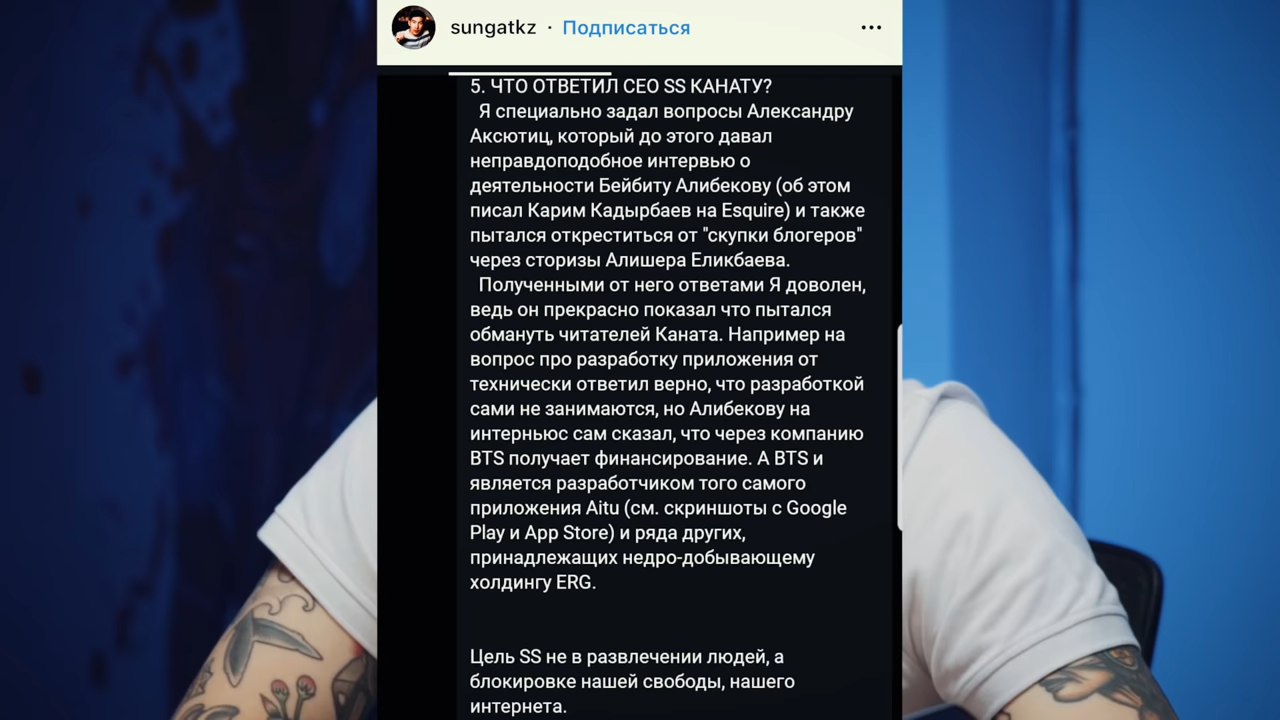 sungatkz · Подписаться
5. ЧТО ОТВЕТИЛ СЕО SS КАНАТУ?
Я специально задал вопросы Александру
Аксютиц, который до этого давал
неправдоподобное интервью о
деятельности Бейбиту Алибекову (об этом
писал Карим Кадырбаев на Esquire) и также
пытался откреститься от "скупки блогеров"
через сторизы Алишера Еликбаева.
Полученными от него ответами Я доволен,
ведь он прекрасно показал что пытался
обмануть читателей Каната. Например на
вопрос про разработку приложения от
технически ответил верно, что разработкой
сами не занимаются, но Алибекову на
интерньюс сам сказал, что через компанию
BTS получает финансирование. А BTS и
является разработчиком того самого
приложения Aitu (см. скриншоты с Google
Play и App Store) и ряда других,
принадлежащих недро-добывающему
холдингу ERG.
Цель SS не в развлечении людей, а
блокировке нашей свободы, нашего
интернета.